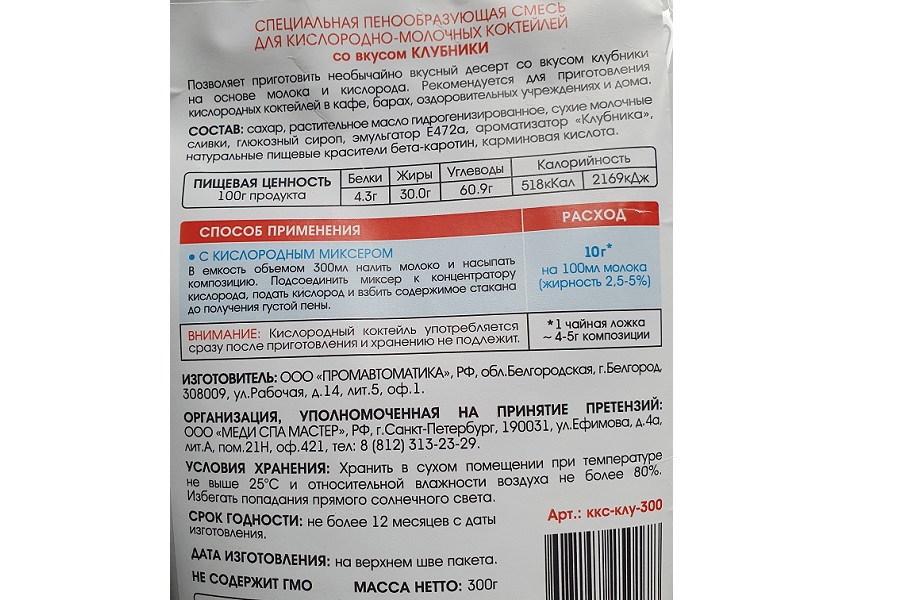 СПЕЦИАЛЬНАЯ ПЕНООБРАЗУЮЩАЯ СМЕСЬ
ДЛЯ КИСЛОРОДНО-МОЛОЧНЫХ КОКТЕЙЛЕЙ
СО ВКУСОМ КЛУБНИКИ
Позволяет приготовить необычайно вкусный десерт со вкусом клубники
на основе молока и кислорода. Рекомендуется для приготовления
кислородных коктейлей в кафе, барах, оздоровительных учреждениях и дома.
СОСТАВ: сахар, растительное масло гидрогенизированное, сухие молочные
сливки, глюкозный сироп, эмульгатор Е472а, ароматизатор «Клубника»,
натуральные пищевые красители бета-каротин, карминовая кислота.
ПИЩЕВАЯ ЦЕННОСТЬ Белки Жиры Углеводы Калорийность
100г продукта 4.3г 30.0г 60.9г 518кКал 2169кДж
СПОСОБ ПРИМЕНЕНИЯ РАСХОД
• С КИСЛОРОДНЫМ МИКСЕРОМ 10г*
В емкость объемом 300мл налить молоко и насыпать на 100мл молока
композицию. Подсоединить миксер к концентратору (жирность 2,5-5%)
кислорода, подать кислород и взбить содержимое стакана
до получения густой пены.
ВНИМАНИЕ: Кислородный коктейль употребляется *1 чайная ложка
сразу после приготовления и хранению не подлежит. ~ 4-5г композиции
ИЗГОТОВИТЕЛЬ: ООО «ПРОМАВТОМАТИКА», РФ, обл.Белгородская, г.Белгород,
308009, ул.Рабочая, д.14, лит.5, оф.1.
ОРГАНИЗАЦИЯ, УПОЛНОМОЧЕННАЯ НА ПРИНЯТИЕ ПРЕТЕНЗИЙ:
ООО «МЕДИ СПА МАСТЕР», РФ, г.Санкт-Петербург, 190031, ул.Ефимова, д.4а,
лит.А, пом.21Н, оф.421, тел: 8 (812) 313-23-29.
УСЛОВИЯ ХРАНЕНИЯ: Хранить в сухом помещении при температуре
не выше 25°С и относительной влажности воздуха не более 80%.
Избегать попадания прямого солнечного света.
СРОК ГОДНОСТИ: не более 12 месяцев с даты
изготовления.
Арт.: ккс-клу-300
ДАТА ИЗГОТОВЛЕНИЯ: на верхнем шве пакета.
НЕ СОДЕРЖИТ ГМО МАССА НЕТТО: 300г